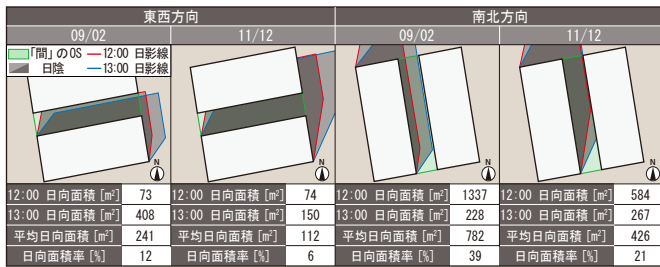 東西方向 南北方向
09/02 11/12 09/02 11/12
「間」のOS 12:00 日影線
日陰 13:00 日影線
N N N N
12:00 日向面積 [m²] 73 12:00 日向面積 [m²] 74 12:00 日向面積 [m²] 1337 12:00 日向面積 [m²] 584
13:00 日向面積 [m²] 408 13:00 日向面積 [m²] 150 13:00 日向面積 [m²] 228 13:00 日向面積 [m²] 267
平均日向面積 [m²] 241 平均日向面積 [m²] 112 平均日向面積 [m²] 782 平均日向面積 [m²] 426
日向面積率 [%] 12 日向面積率 [%] 6 日向面積率 [%] 39 日向面積率 [%] 21